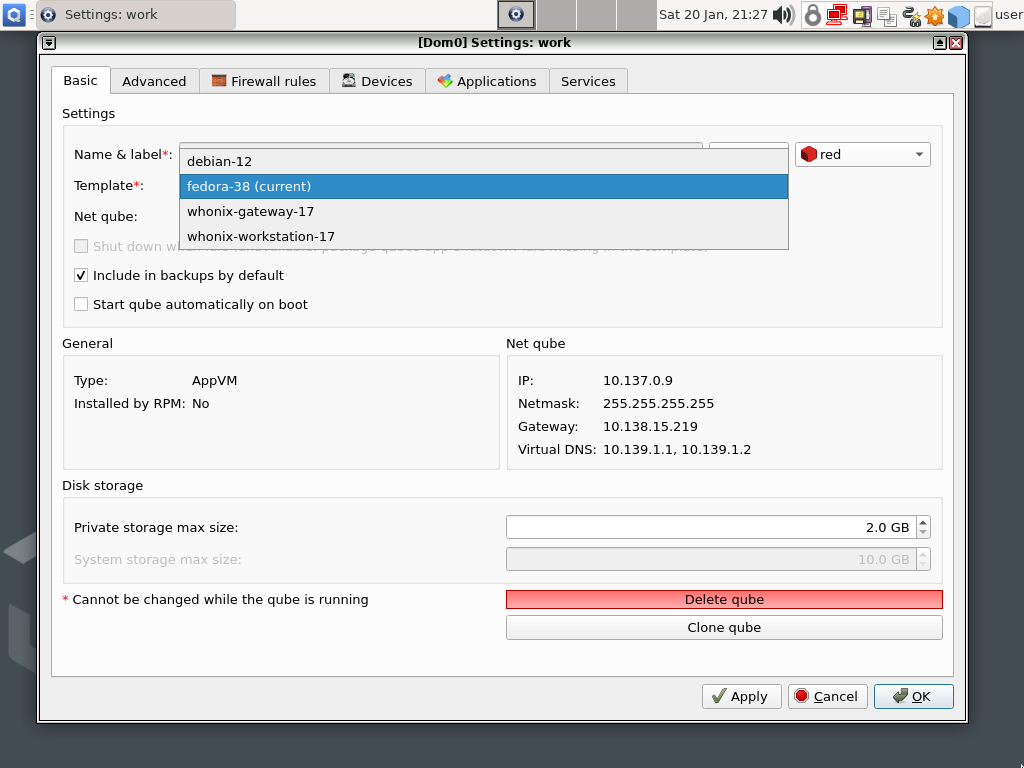 Settings: work
Sat 20 Jan, 21:27
user
[Dom0] Settings: work
Basic
Advanced
Firewall rules
Devices
Applications
Services
Settings
Name & label*:
red
Template*:
debian-12
fedora-38 (current)
whonix-gateway-17
whonix-workstation-17
Net qube:
Shut down
Include in backups by default
Start qube automatically on boot
General
Type: AppVM
Installed by RPM: No
Net qube
IP: 10.137.0.9
Netmask: 255.255.255.255
Gateway: 10.138.15.219
Virtual DNS: 10.139.1.1, 10.139.1.2
Disk storage
Private storage max size: 2.0 GB
System storage max size: 10.0 GB
* Cannot be changed while the qube is running
Delete qube
Clone qube
Apply
Cancel
OK